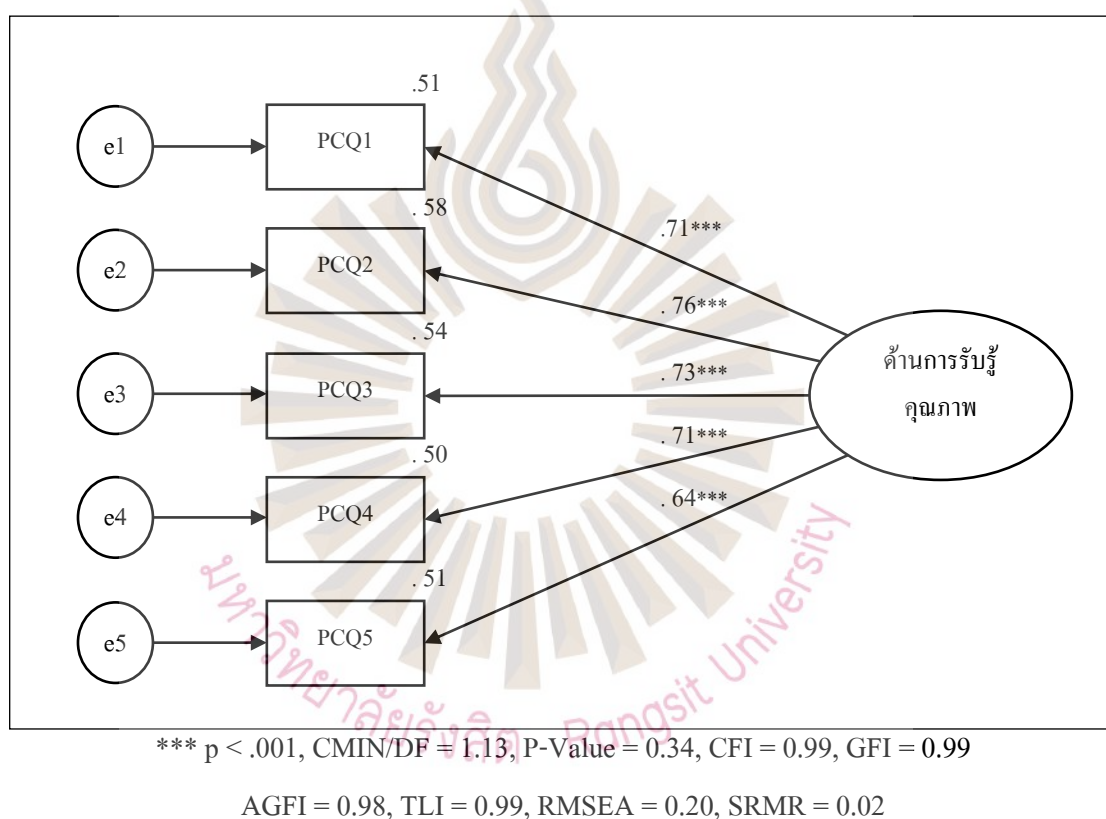 .51
e1
PCQ1
. 58
.71***
e2
PCQ2
.76***
. 54
ด้านการรับรู้
คุณภาพ
e3
PCQ3
. 73***
. 50
. 71***
e4
PCQ4
. 64***
. 51
e5
PCQ5
มหาวิทยาลัยรังสิต Rangsit University
*** p < .001, CMIN/DF = 1.13, P-Value = 0.34, CFI = 0.99, GFI = 0.99
AGFI = 0.98, TLI = 0.99, RMSEA = 0.20, SRMR = 0.02